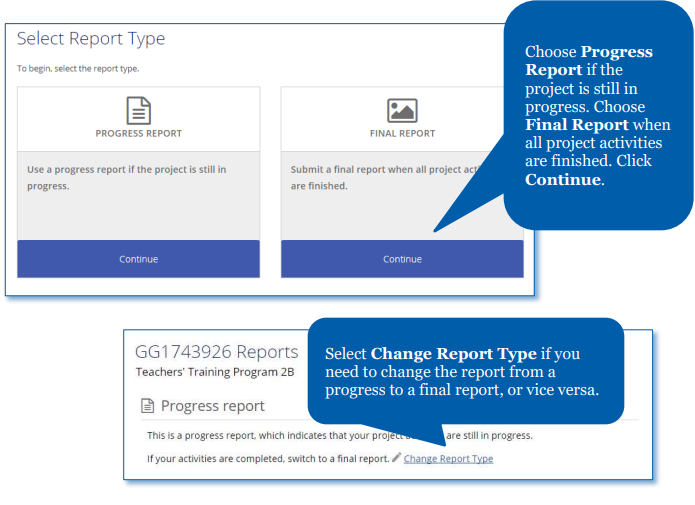 Select Report Type
To begin, select the report type.
PROGRESS REPORT
Use a progress report if the project is still in
progress.
Continue
FINAL REPORT
Submit a final report when all project
are finished.
Continue
Choose Progress
Report if the
project is still in
progress. Choose
Final Report when
all project activities
are finished. Click
Continue.
GG1743926 Reports
Teachers' Training Program 2B
Progress report
This is a progress report, which indicates that your project are still in progress.
If your activities are completed, switch to a final report. Change Report Type
Select Change Report Type if you
need to change the report from a
progress to a final report, or vice versa.